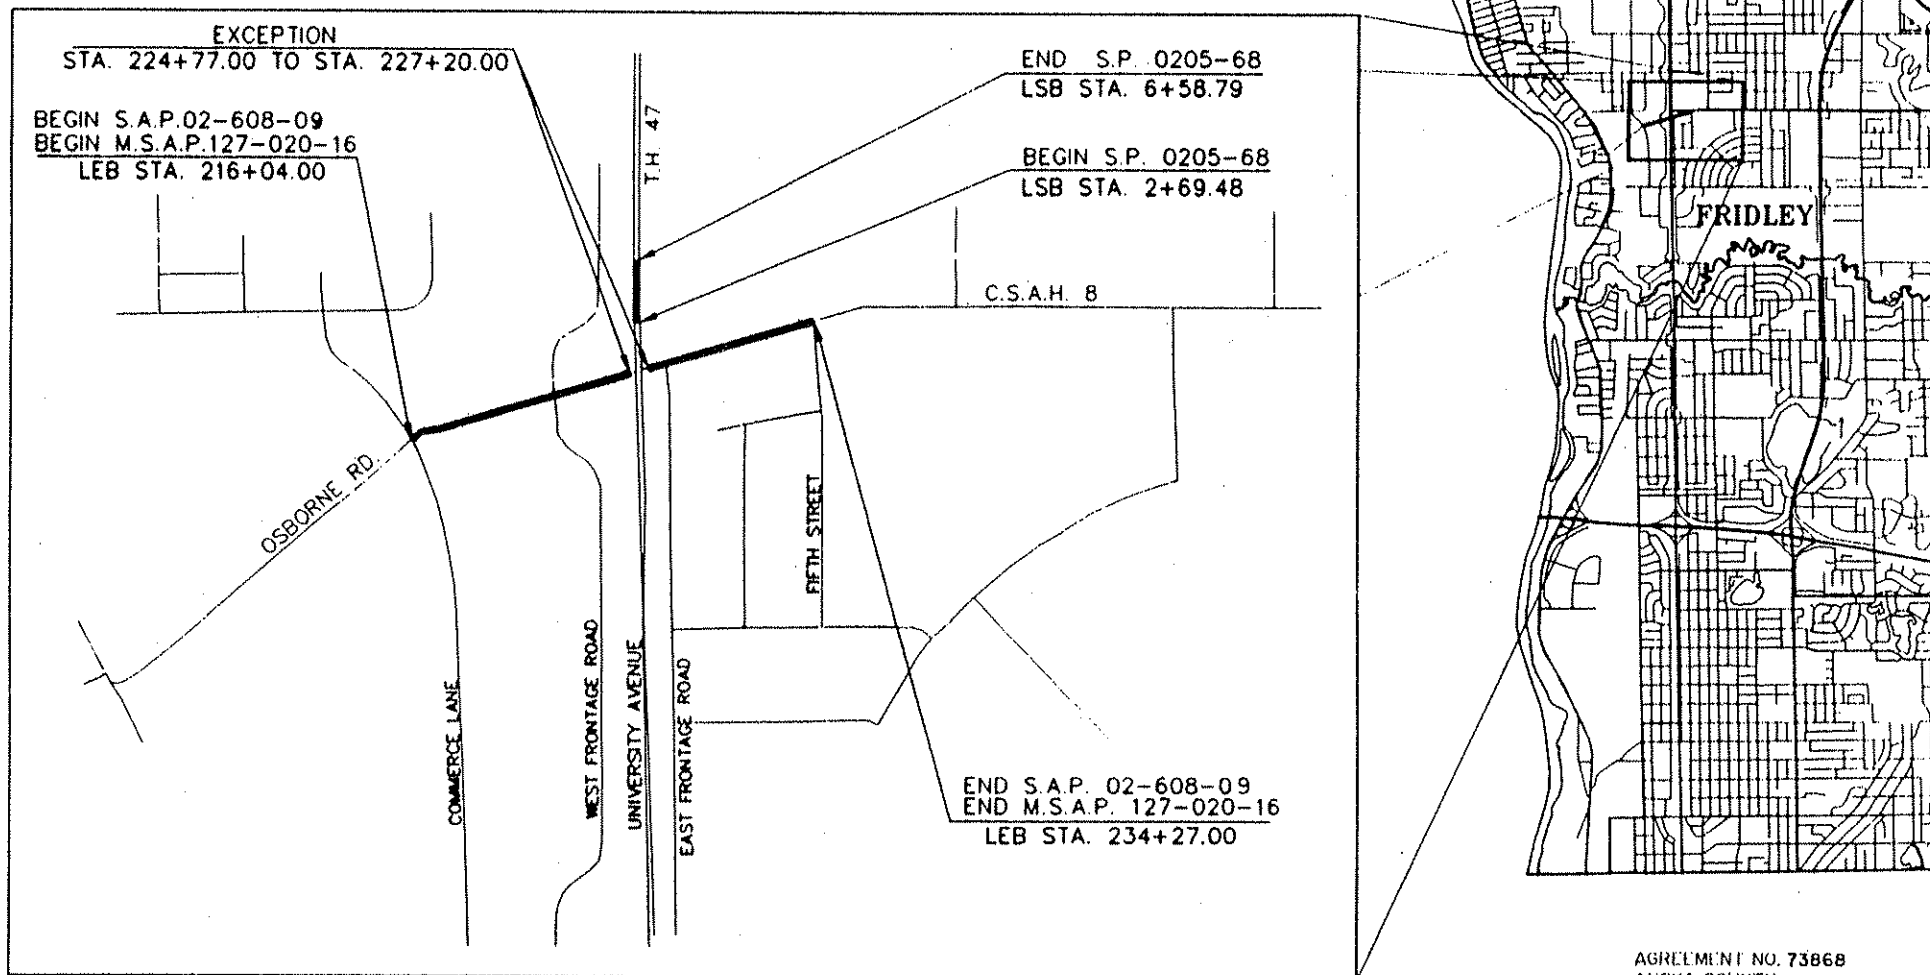 EXCEPTION
STA. 224+77.00 TO STA. 227+20.00
END S.P. 0205-68
LSB STA. 6+58.79
BEGIN S.A.P.02-608-09
BEGIN M.S.A.P.127-020-16
LEB STA. 216+04.00
T.H. 47
BEGIN S.P. 0205-68
LSB STA. 2+69.48
FRIDLEY
C.S.A.H. 8
OSBORNE RD.
FIFTH STREET
COMMERCE LANE
WEST FRONTAGE ROAD
UNIVERSITY AVENUE
EAST FRONTAGE ROAD
END S.A.P. 02-608-09
END M.S.A.P. 127-020-16
LEB STA. 234+27.00
AGREEMENT NO. 73868